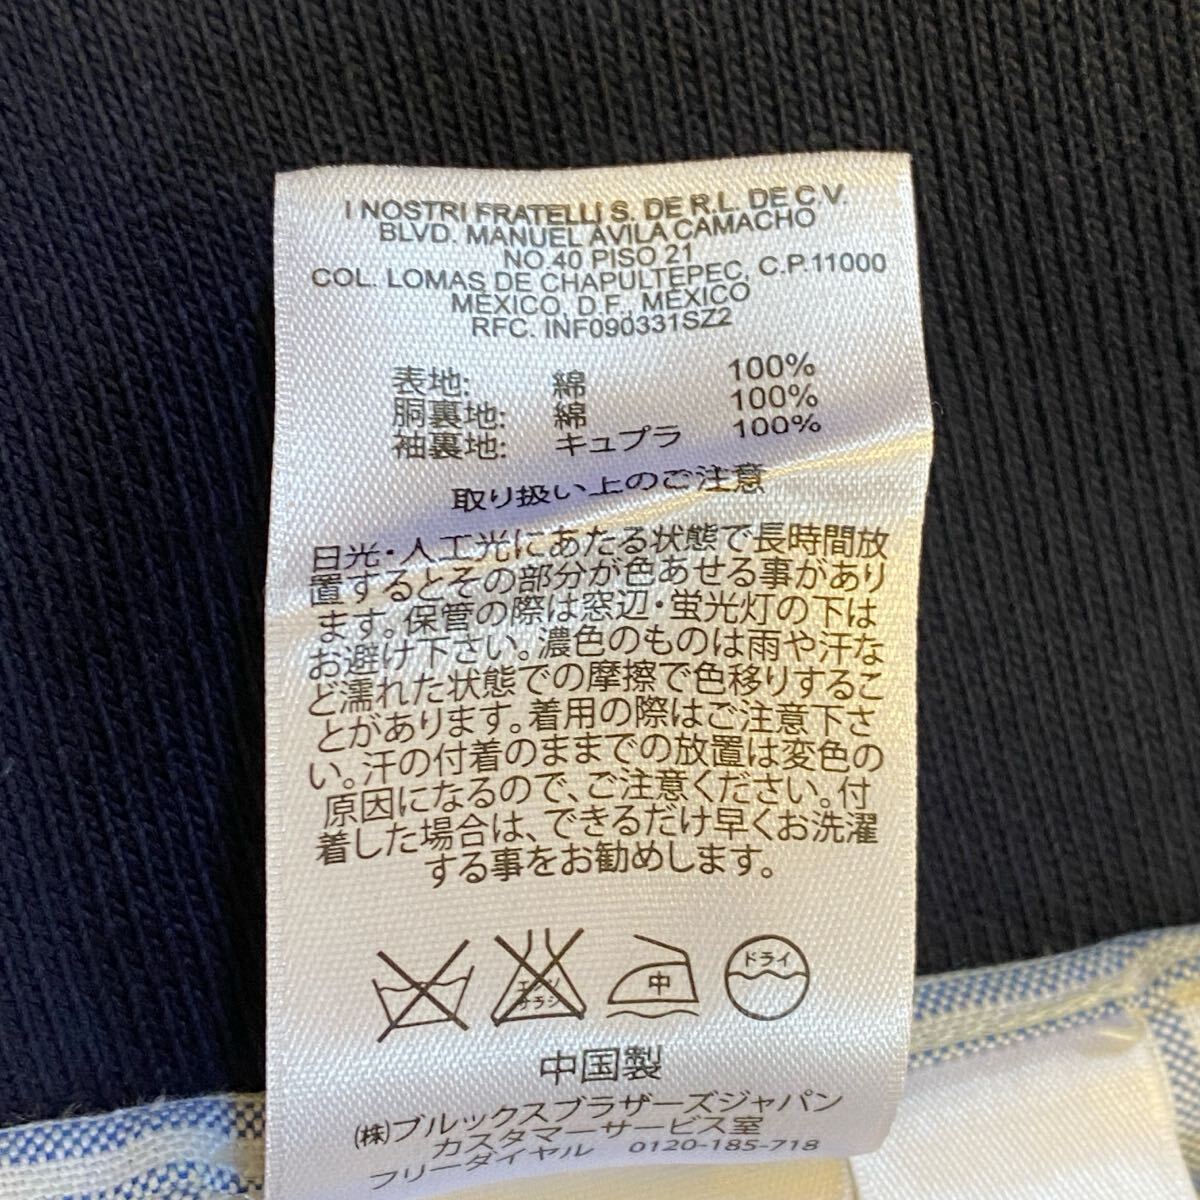 I NOSTRI FRATELLI S. DE R.L. DE C.V.
BLVD. MANUEL AVILA CAMACHO
NO 40 PISO 21
COL. LOMAS DE CHAPULTEPEC, C.P.11000
MÉXICO, D.F., MÉXICO
RFC. INF090331SZ2
表地: 綿 100%
胴裏地: 綿 100%
袖裏地: キュプラ 100%
取り扱い上のご注意
日光・人工光にあたる状態で長時間放
置するとその部分が色あせる事があり
ます。保管の際は窓辺・蛍光灯の下は
お避け下さい。濃色のものは雨や汗な
ど濡れた状態での摩擦で色移りするこ
とがあります。着用の際はご注意下さ
い。汗の付着のままでの放置は変色の
原因になるので、ご注意ください。付
着した場合は、できるだけ早くお洗濯
する事をお勧めします。
エンソ
サラシ
中
ドライ
中国製
(株)ブルックスブラザーズジャパン
カスタマーサービス室
フリーダイヤル 0120-185-718